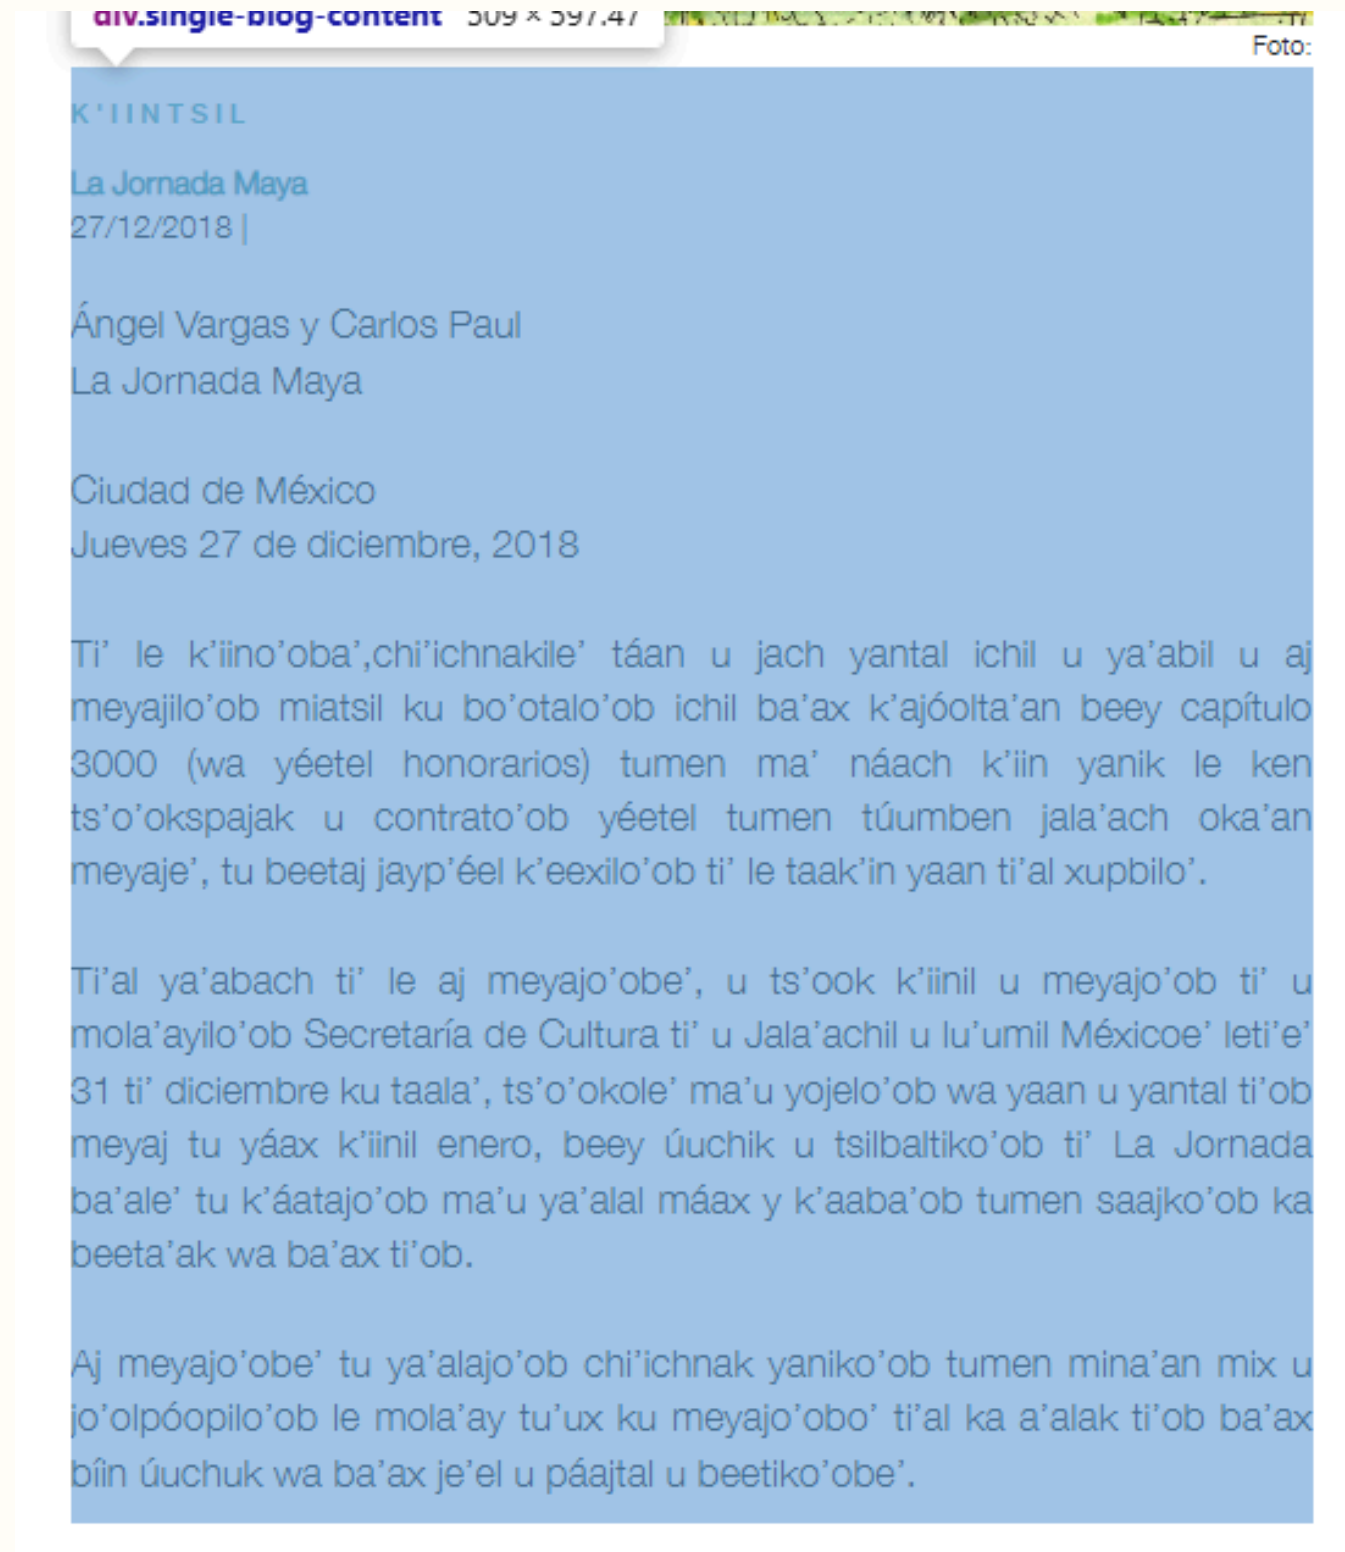 div.single-blog-content 509 × 597.47
Foto:
K'IINTSIL
La Jornada Maya
27/12/2018 |
Ángel Vargas y Carlos Paul
La Jornada Maya
Ciudad de México
Jueves 27 de diciembre, 2018
Ti’ le k’iino’oba’,chi’ichnakile’ táan u jach yantal ichil u ya’abil u aj
meyajilo’ob miatsil ku bo’otalo’ob ichil ba’ax k’ajóolta’an beey capítulo
3000 (wa yéetel honorarios) tumen ma’ náach k’iin yanik le ken
ts’o’okspajak u contrato’ob yéetel tumen túumben jala’ach oka’an
meyaje’, tu beetaj jayp’éel k’eexilo’ob ti’ le taak’in yaan ti’al xupbilo’.
Ti’al ya’abach ti’ le aj meyajo’obe’, u ts’ook k’iinil u meyajo’ob ti’ u
mola’ayilo’ob Secretaría de Cultura ti’ u Jala’achil u lu’umil Méxicoe’ leti’e’
31 ti’ diciembre ku taala’, ts’o’okole’ ma’u yojelo’ob wa yaan u yantal ti’ob
meyaj tu yáax k’iinil enero, beey úuchik u tsilbaltiko’ob ti’ La Jornada
ba’ale’ tu k’áatajo’ob ma’u ya’alal máax y k’aaba’ob tumen saajko’ob ka
beeta’ak wa ba’ax ti’ob.
Aj meyajo’obe’ tu ya’alajo’ob chi’ichnak yaniko’ob tumen mina’an mix u
jo’olpóopilo’ob le mola’ay tu’ux ku meyajo’obo’ ti’al ka a’alak ti’ob ba’ax
bíin úuchuk wa ba’ax je’el u páajtal u beetiko’obe’.